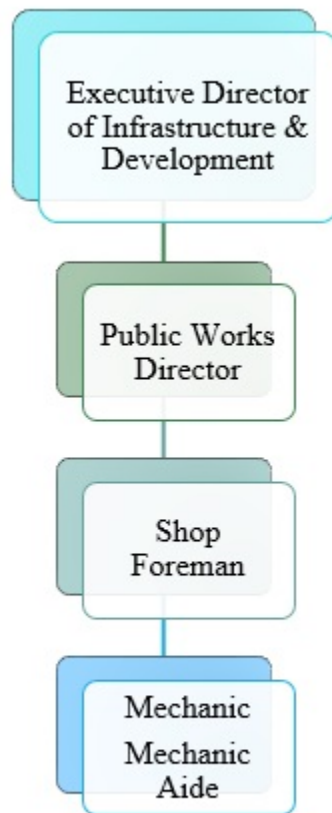 Executive Director
of Infrastructure &
Development
Public Works
Director
Shop
Foreman
Mechanic
Mechanic
Aide